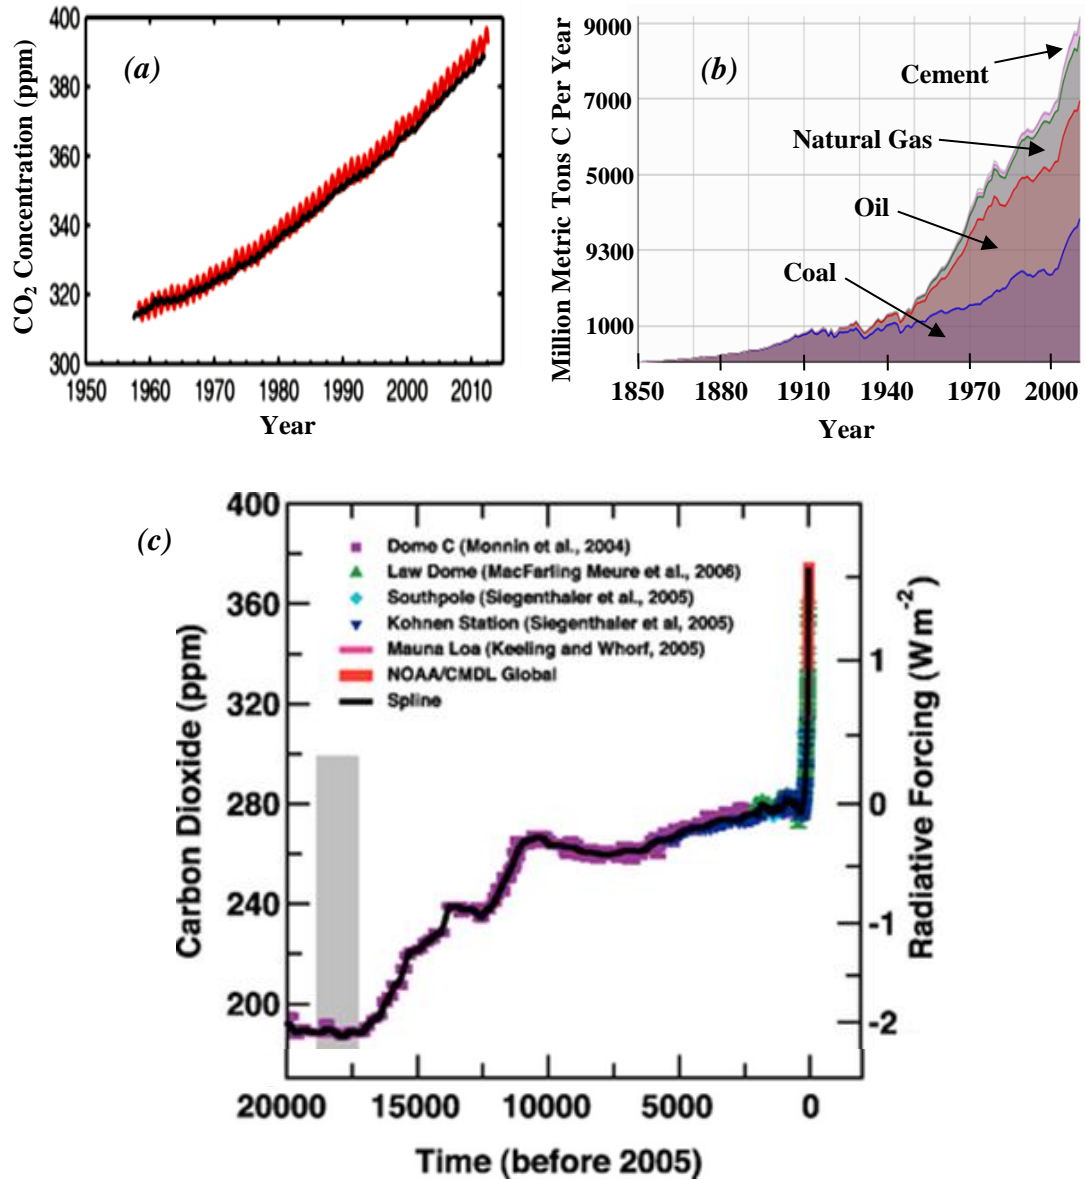 (a)
CO2 Concentration (ppm)
400
380
360
340
320
300
1950 1960 1970 1980 1990 2000 2010
Year
(b)
Million Metric Tons C Per Year
9000
7000
5000
9300
1000
Cement
Natural Gas
Oil
Coal
1850 1880 1910 1940 1970 2000
Year
(c)
Carbon Dioxide (ppm)
400
360
320
280
240
200
Dome C (Monnin et al., 2004)
Law Dome (MacFarling Meure et al., 2006)
Southpole (Siegenthaler et al., 2005)
Kohnen Station (Siegenthaler et al, 2005)
Mauna Loa (Keeling and Whorf, 2005)
NOAA/CMDL Global
Spline
1
0
-1
-2
Radiative Forcing (Wm-2)
20000 15000 10000 5000 0
Time (before 2005)